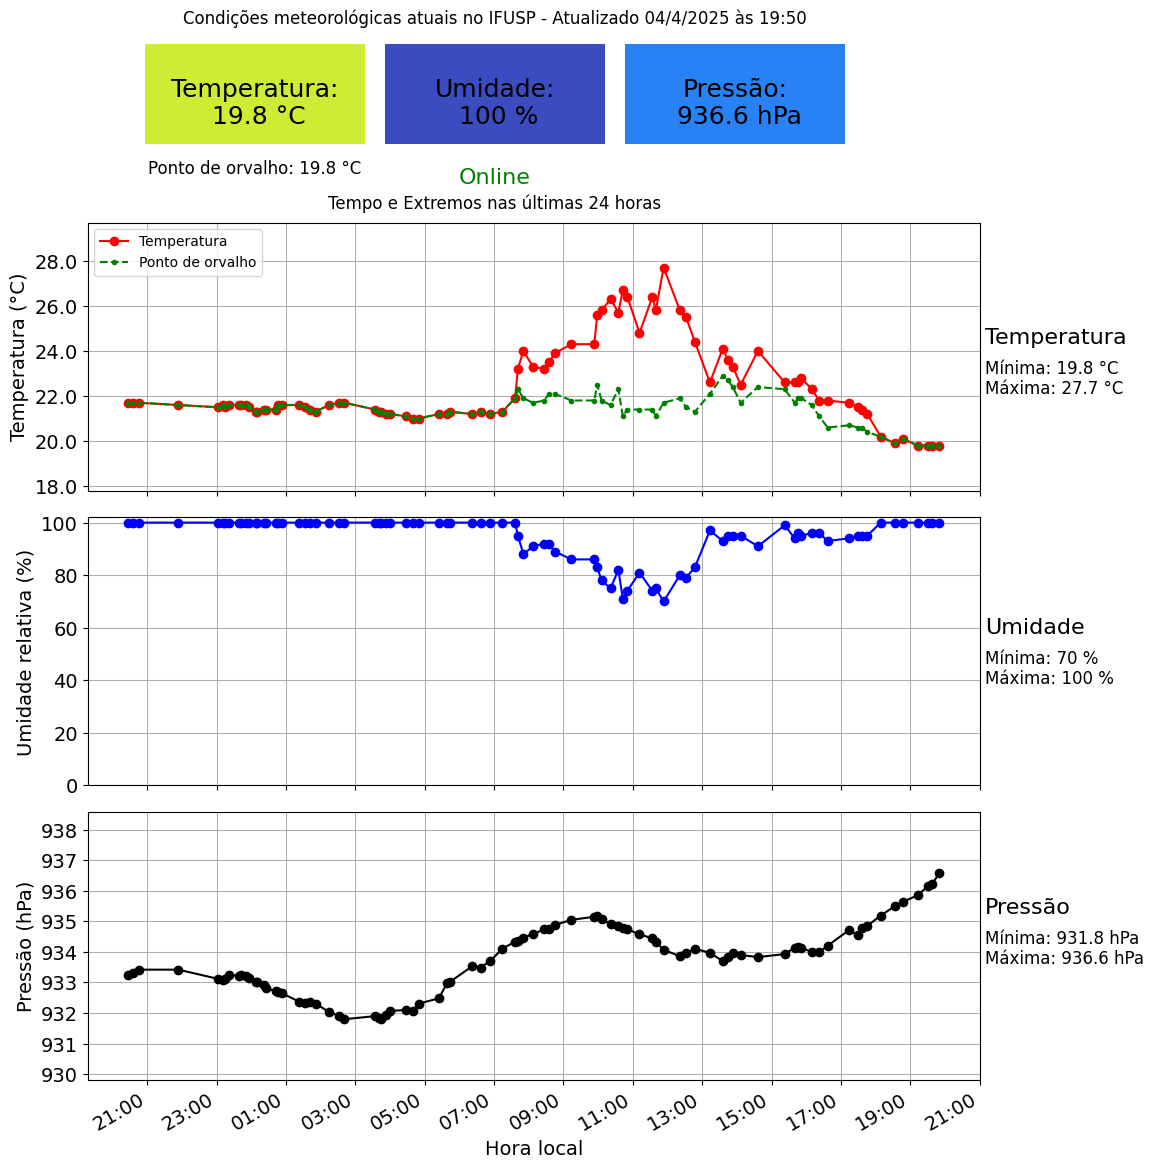 Condições meteorológicas atuais no IFUSP - Atualizado 04/4/2025 às 19:50
Temperatura:
19.8 °C
Umidade:
100 %
Pressão:
936.6 hPa
Ponto de orvalho: 19.8 °C
Online
Tempo e Extremos nas últimas 24 horas
Temperatura
Ponto de orvalho
Temperatura (°C)
28.0
26.0
24.0
22.0
20.0
18.0
Temperatura
Mínima: 19.8 °C
Máxima: 27.7 °C
Umidade relativa (%)
100
80
60
40
20
0
Umidade
Mínima: 70 %
Máxima: 100 %
Pressão (hPa)
938
937
936
935
934
933
932
931
930
Pressão
Mínima: 931.8 hPa
Máxima: 936.6 hPa
21:00
23:00
01:00
03:00
05:00
07:00
09:00
11:00
13:00
15:00
17:00
19:00
21:00
Hora local